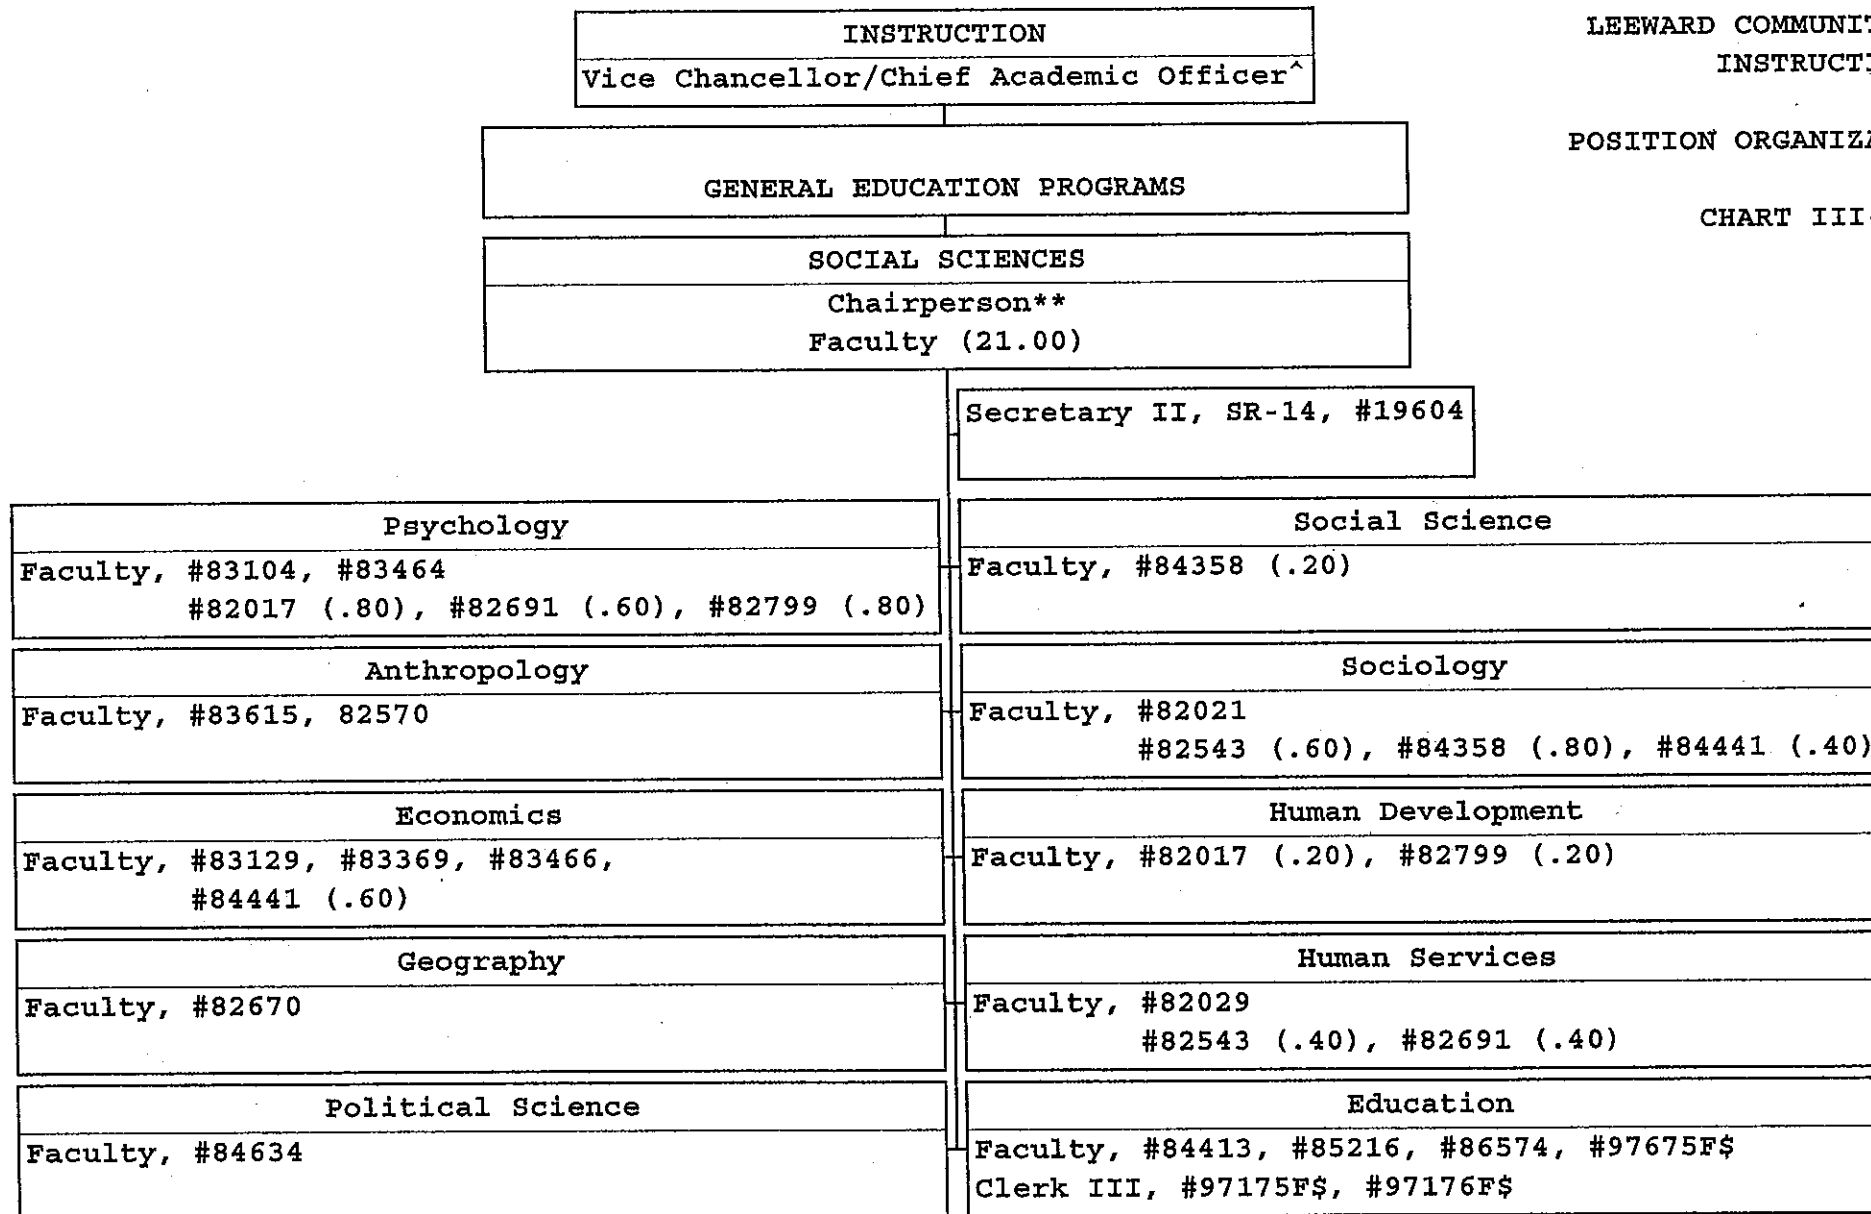 INSTRUCTION
Vice Chancellor/Chief Academic Officer^
LEEWARD COMMUNIT
INSTRUCTI
POSITION ORGANIZA
CHART III-
GENERAL EDUCATION PROGRAMS
SOCIAL SCIENCES
Chairperson**
Faculty (21.00)
Secretary II, SR-14, #19604
Psychology
Faculty, #83104, #83464
#82017 (.80), #82691 (.60), #82799 (.80)
Social Science
Faculty, #84358 (.20)
Anthropology
Faculty, #83615, 82570
Sociology
Faculty, #82021
#82543 (.60), #84358 (.80), #84441 (.40)
Economics
Faculty, #83129, #83369, #83466,
#84441 (.60)
Human Development
Faculty, #82017 (.20), #82799 (.20)
Geography
Faculty, #82670
Human Services
Faculty, #82029
#82543 (.40), #82691 (.40)
Political Science
Faculty, #84634
Education
Faculty, #84413, #85216, #86574, #97675F$
Clerk III, #97175F$, #97176F$